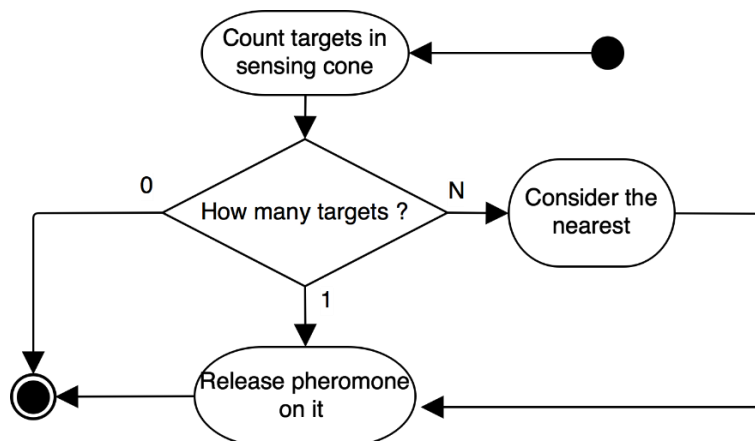 Count targets in
sensing cone
0
How many targets ?
N
Consider the
nearest
1
Release pheromone
on it